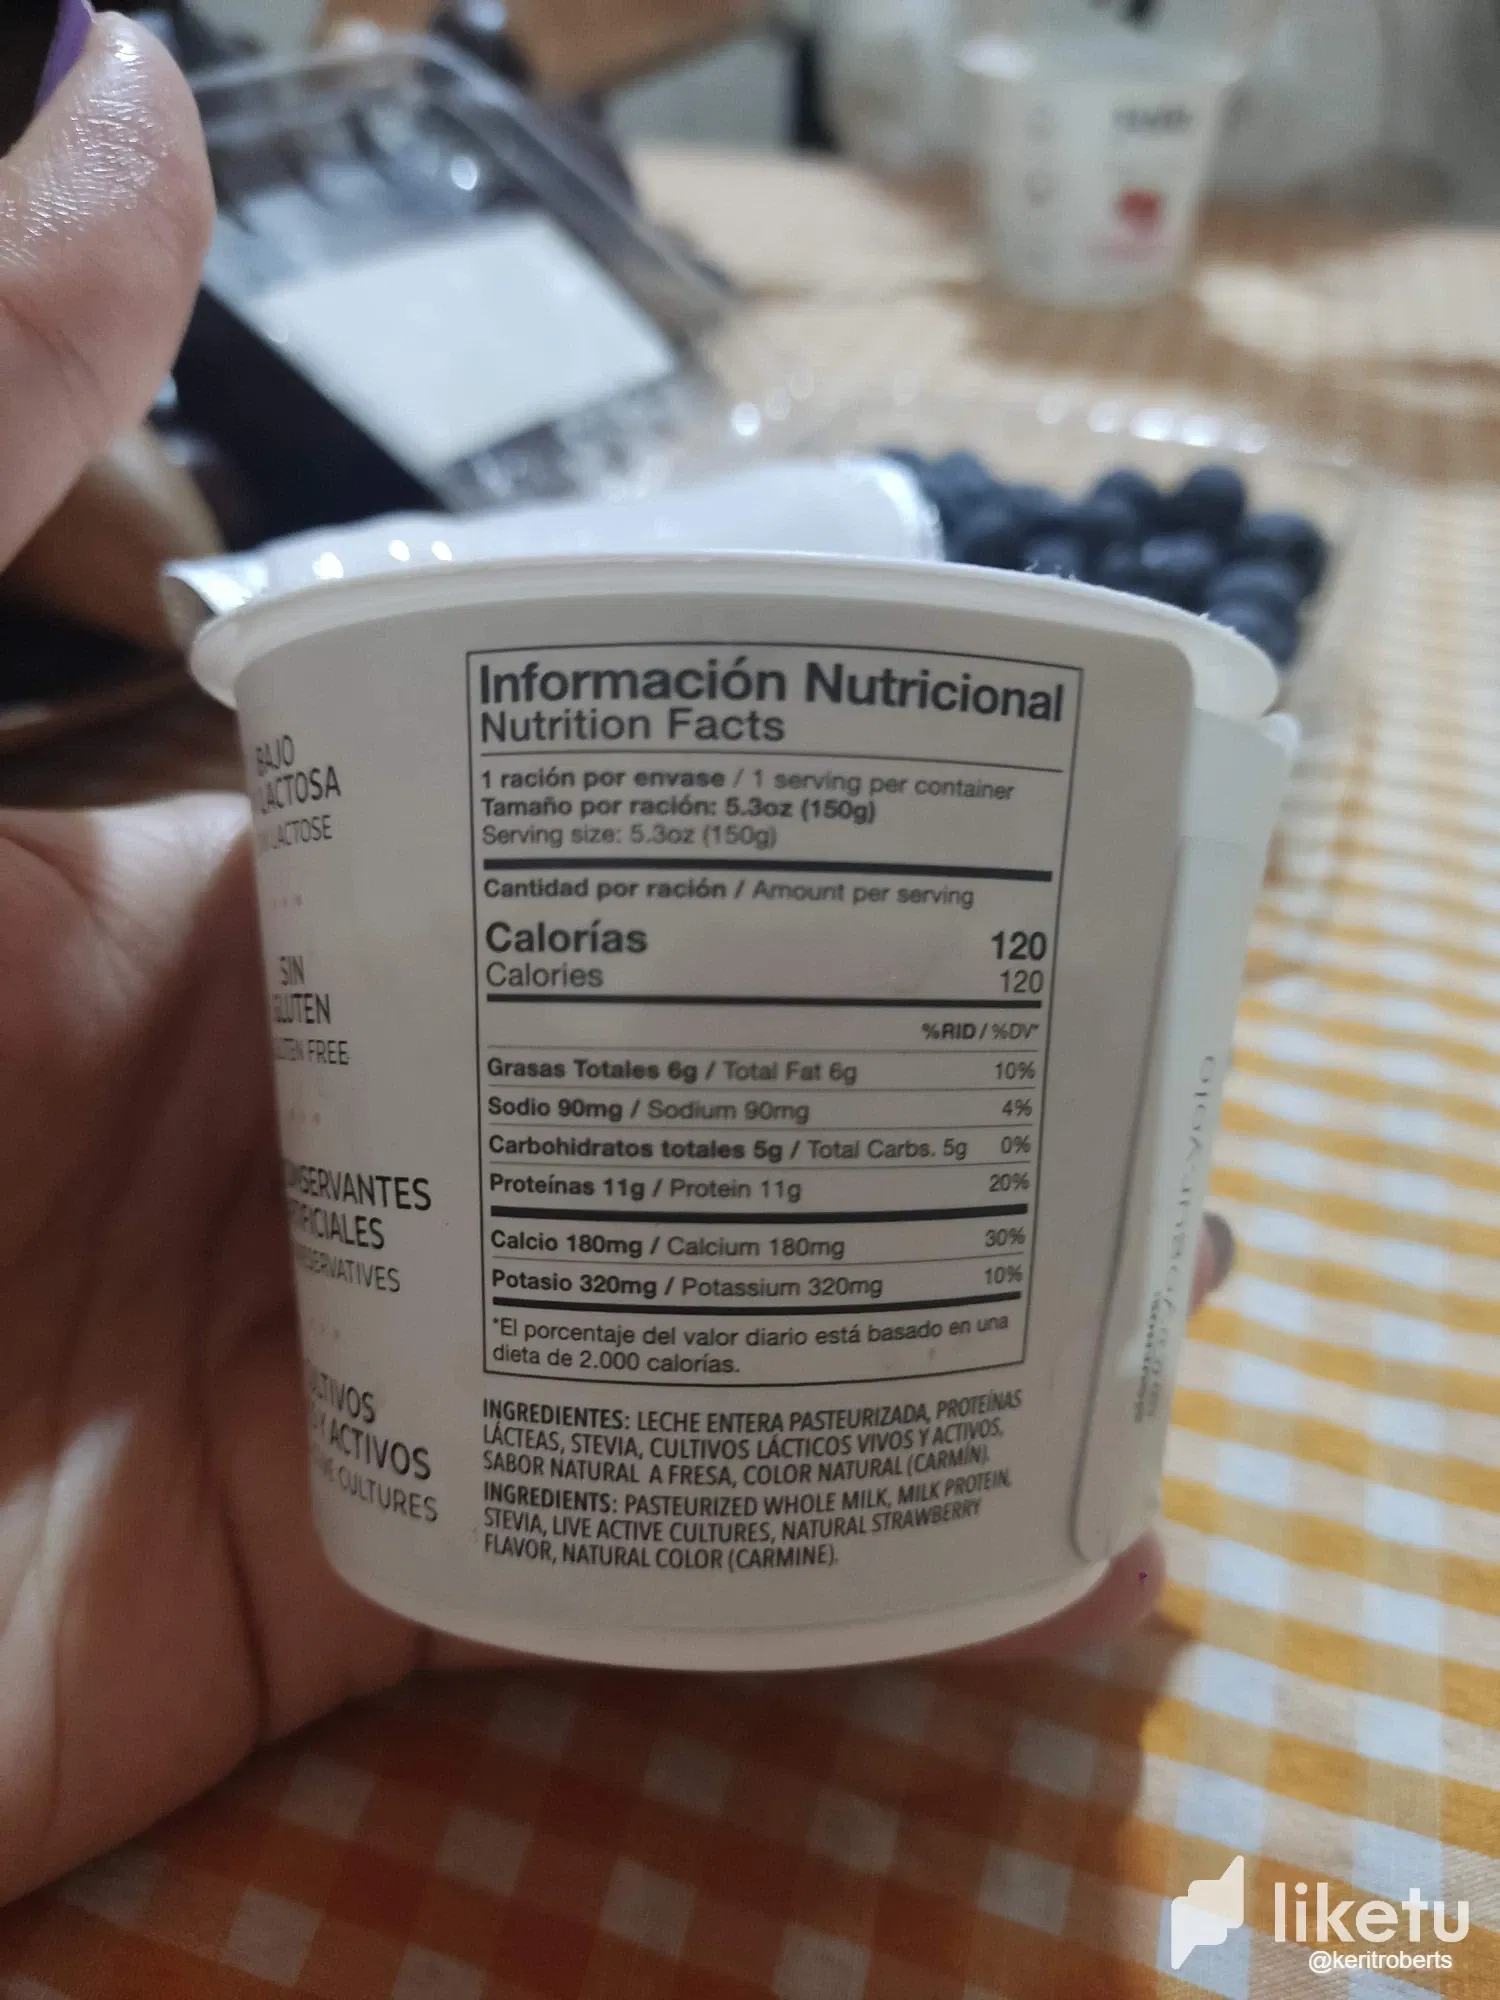 BAJO
LACTOSA
LACTOSE
SIN
GLUTEN
FREE
Información Nutricional
Nutrition Facts
1 ración por envase / 1 serving per container
Tamaño por ración: 5.3oz (150g)
Serving size: 5.3oz (150g)
Cantidad por ración / Amount per serving
Calorías 120
Calories 120
%RID / %DV*
Grasas Totales 6g / Total Fat 6g 10%
Sodio 90mg / Sodium 90mg 4%
Carbohidratos totales 5g / Total Carbs. 5g 0%
Proteínas 11g / Protein 11g 20%
Calcio 180mg / Calcium 180mg 30%
Potasio 320mg / Potassium 320mg 10%
*El porcentaje del valor diario está basado en una
dieta de 2.000 calorías.
INGREDIENTES: LECHE ENTERA PASTEURIZADA, PROTEÍNAS
LÁCTEAS, STEVIA, CULTIVOS LÁCTICOS VIVOS Y ACTIVOS,
SABOR NATURAL A FRESA, COLOR NATURAL (CARMÍN).
INGREDIENTS: PASTEURIZED WHOLE MILK, MILK PROTEIN,
STEVIA, LIVE ACTIVE CULTURES, NATURAL STRAWBERRY
FLAVOR, NATURAL COLOR (CARMINE).
Y ACTIVOS
CULTURES
liketu
@keritroberts